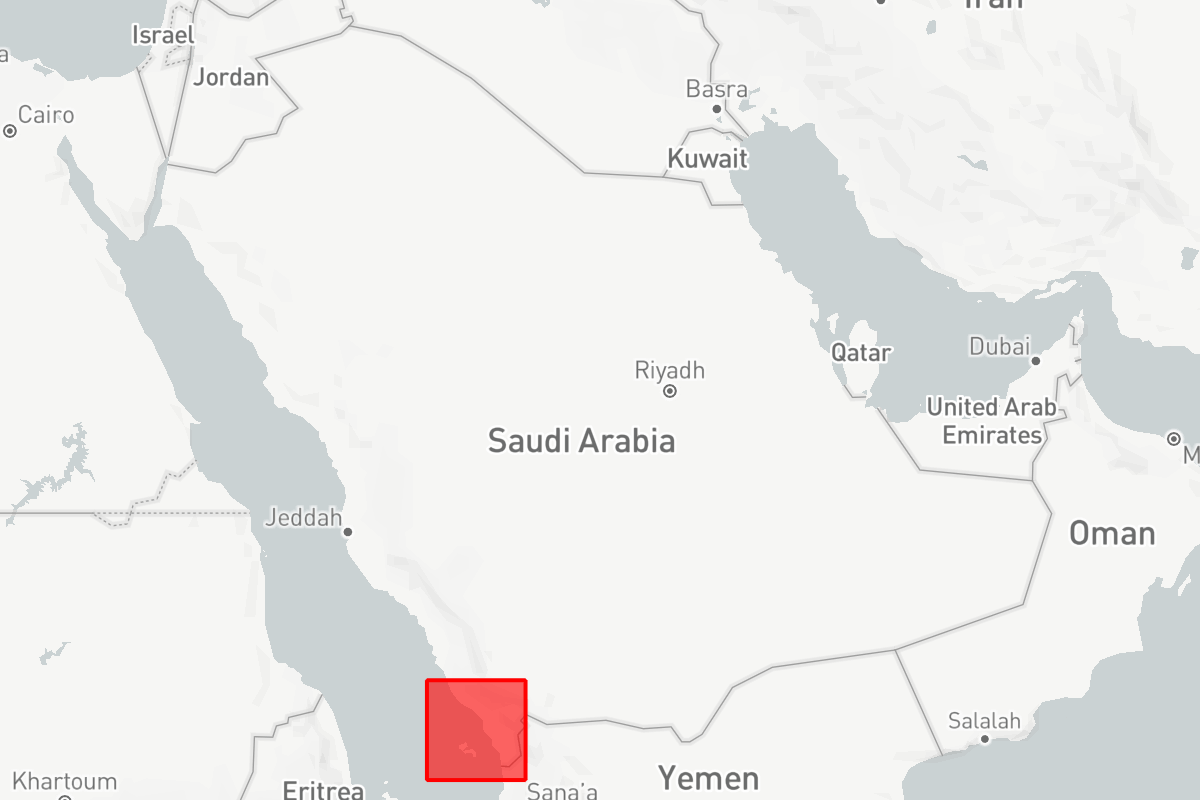 Iran
Israel
Jordan
Basra
Cairo
Kuwait
Qatar
Dubai
Riyadh
United Arab
Emirates
Saudi Arabia
M
Jeddah
Oman
Salalah
Khartoum
Eritrea
Sana'a
Yemen
a